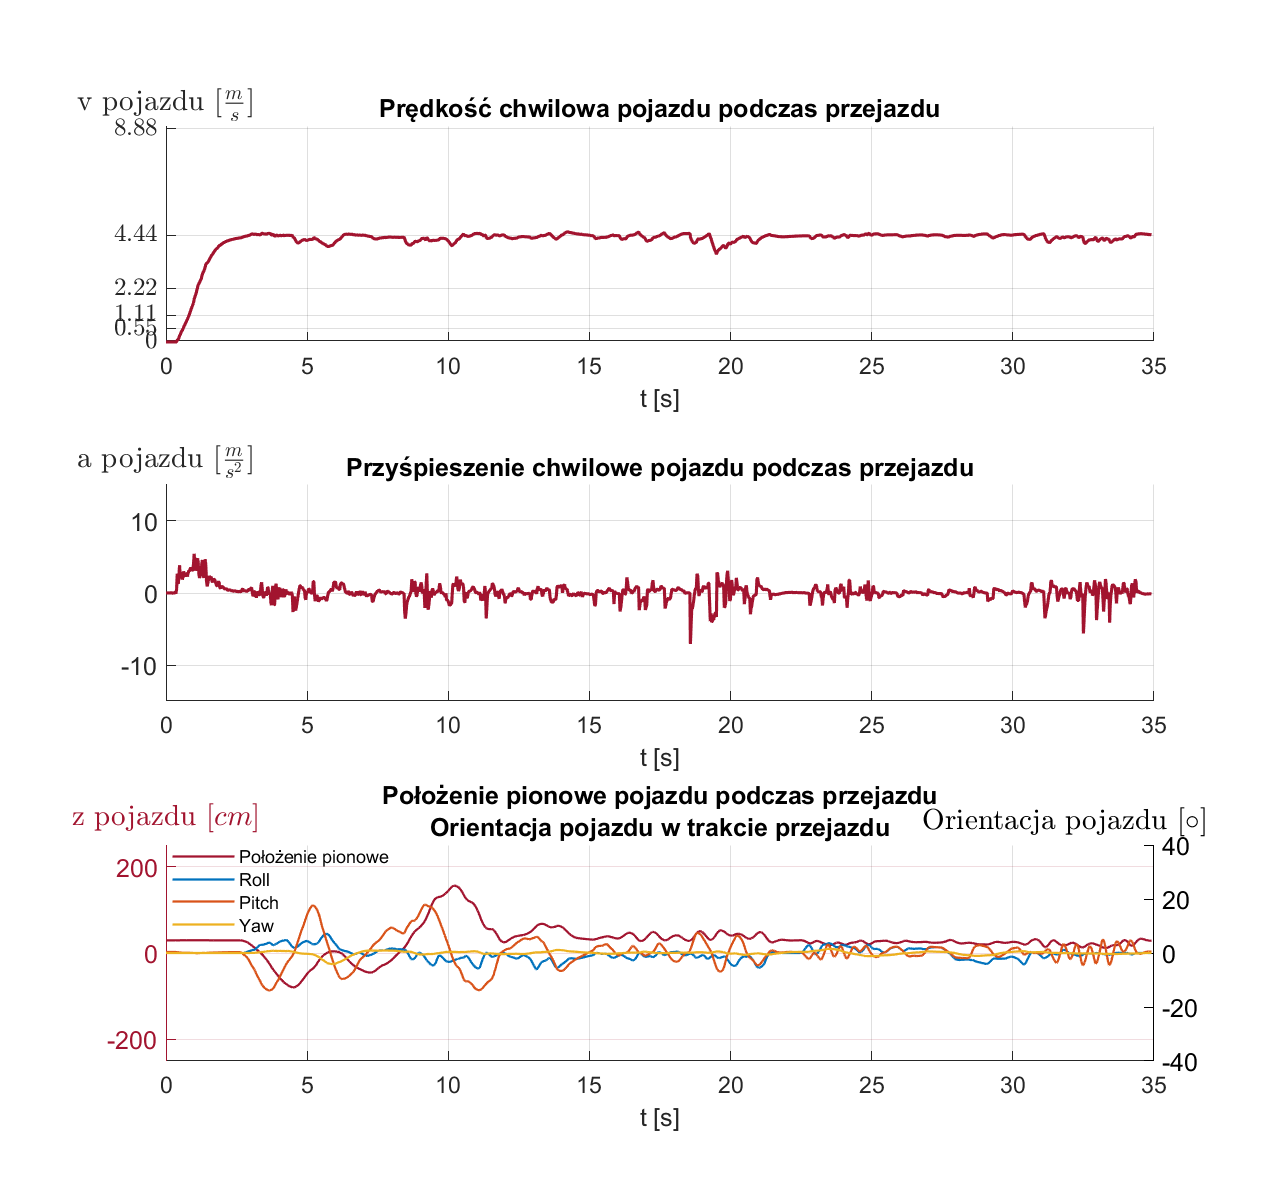 v pojazdu [m/s]
Prędkość chwilowa pojazdu podczas przejazdu
8.88
4.44
2.22
1.11
0.55
0
0 5 10 15 20 25 30 35
t [s]
a pojazdu [m/s²]
Przyśpieszenie chwilowe pojazdu podczas przejazdu
10
0
-10
0 5 10 15 20 25 30 35
t [s]
Położenie pionowe pojazdu podczas przejazdu
z pojazdu [cm]
Orientacja pojazdu w trakcie przejazdu
Orientacja pojazdu [∘]
200
0
-200
Położenie pionowe
Roll
Pitch
Yaw
40
20
0
-20
-40
0 5 10 15 20 25 30 35
t [s]